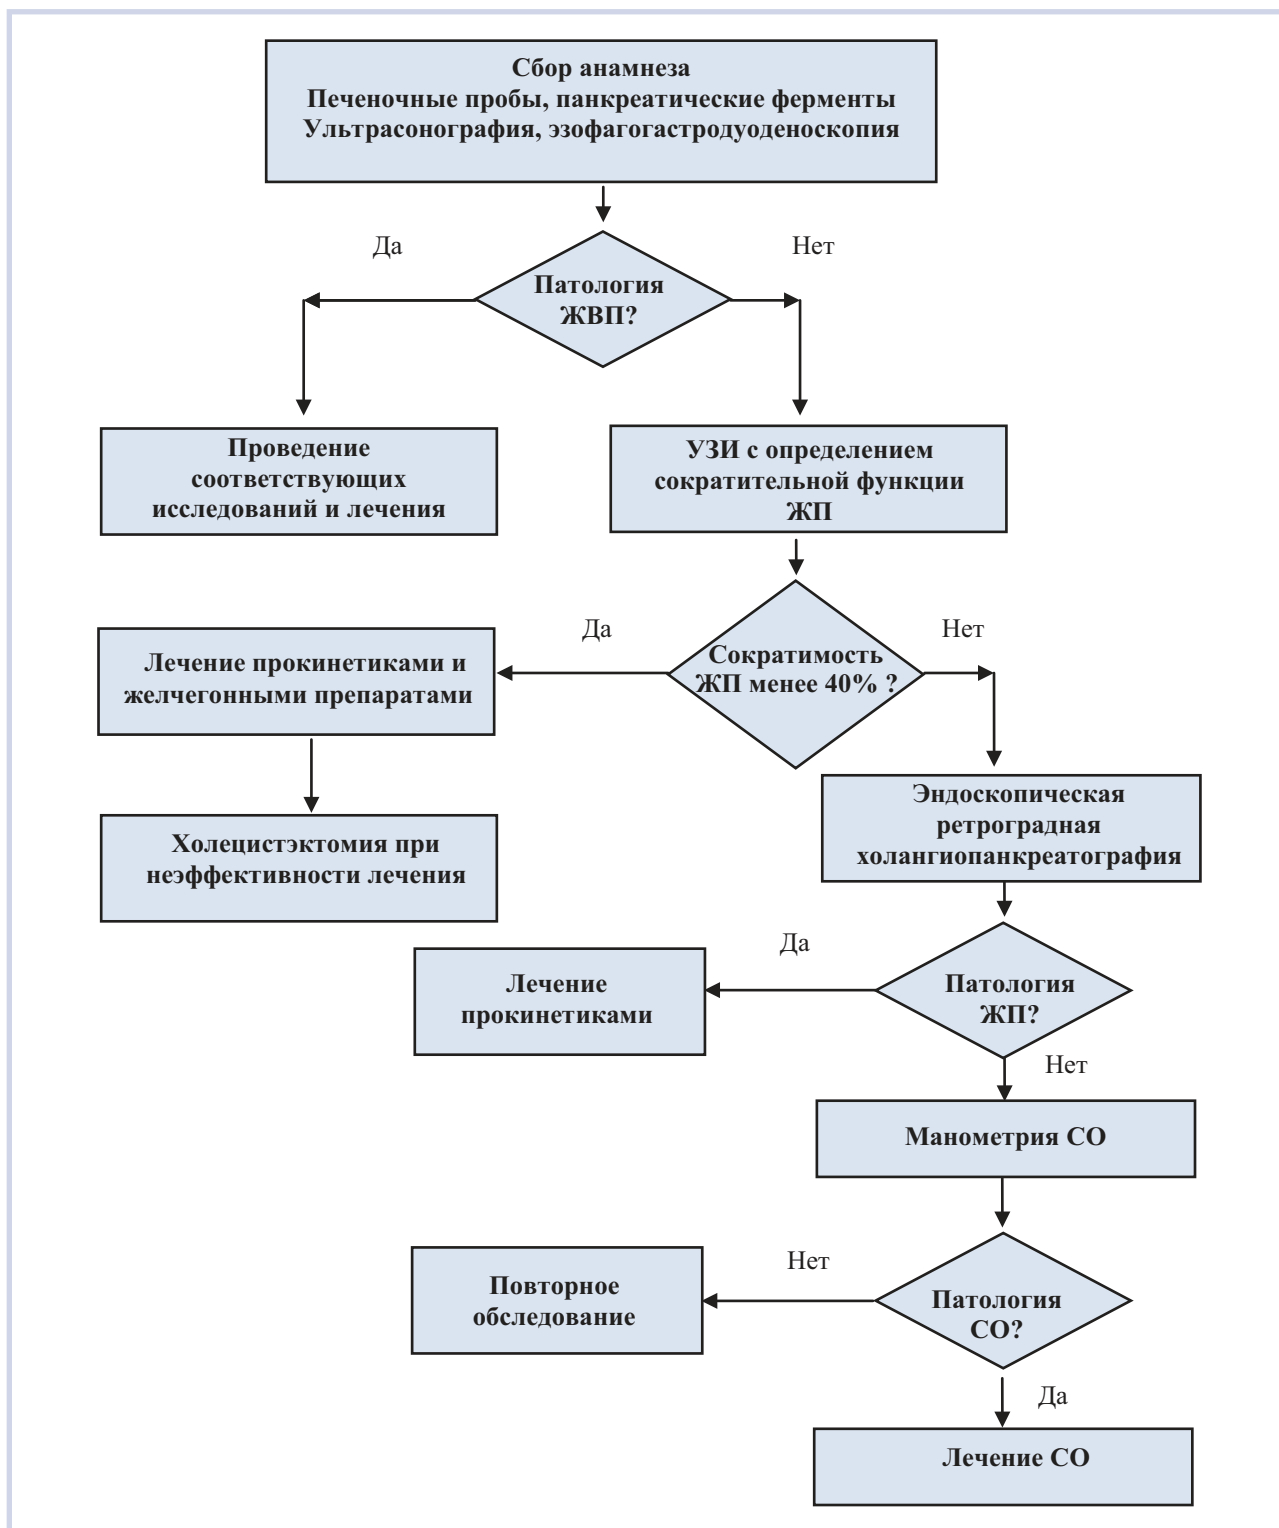 Сбор анамнеза
Печеночные пробы, панкреатические ферменты
Ультрасонография, эзофагогастродуоденоскопия
Да
Нет
Патология
ЖВП?
Проведение
соответствующих
исследований и лечения
УЗИ с определением
сократительной функции
ЖП
Да
Нет
Лечение прокинетиками и
желчегонными препаратами
Сократимость
ЖП менее 40% ?
Холецистэктомия при
неэффективности лечения
Эндоскопическая
ретроградная
холангиопанкреатография
Да
Лечение
прокинетиками
Патология
ЖП?
Нет
Манометрия СО
Нет
Повторное
обследование
Патология
СО?
Да
Лечение СО